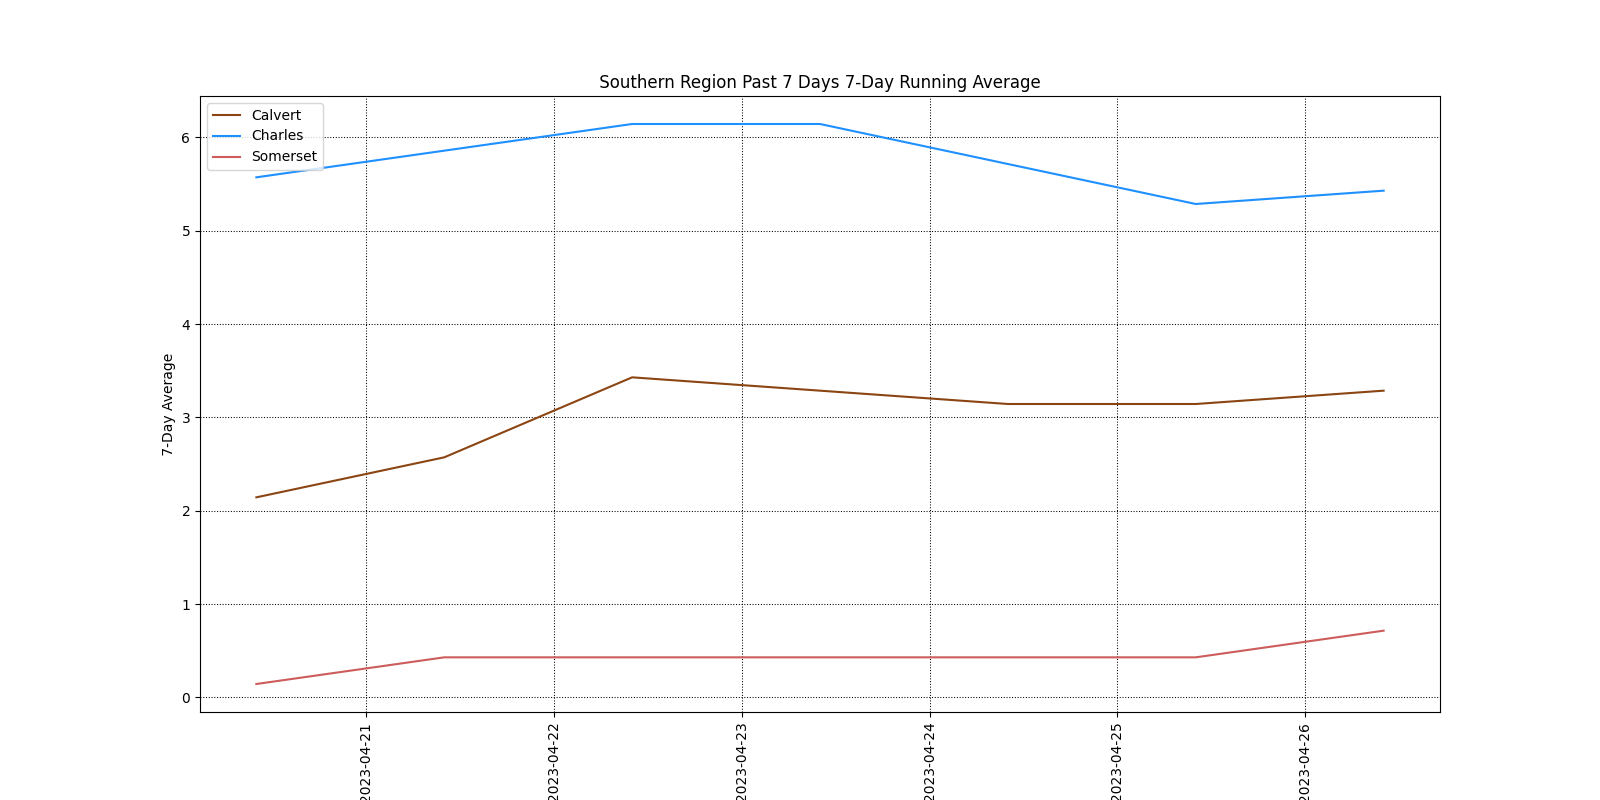 Southern Region Past 7 Days 7-Day Running Average
Calvert
Charles
Somerset
7-Day Average
6
5
4
3
2
1
0
2023-04-21
2023-04-22
2023-04-23
2023-04-24
2023-04-25
2023-04-26